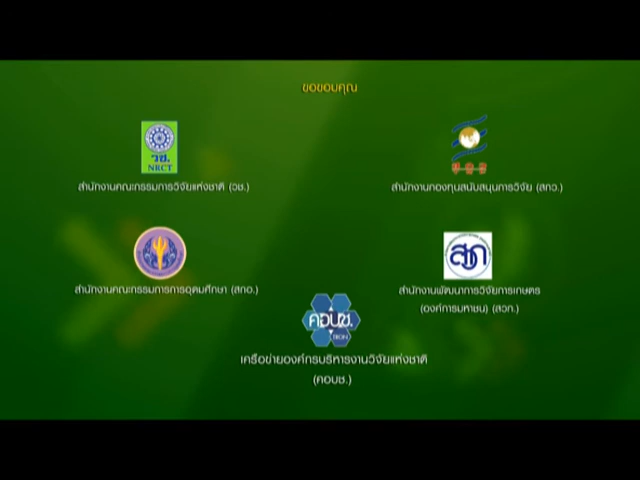 ขอขอบคุณ
วช.
NRCT
สำนักงานคณะกรรมการวิจัยแห่งชาติ (วช.)
สกว
สำนักงานกองทุนสนับสนุนการวิจัย (สกว.)
สำนักงานคณะกรรมการการอุดมศึกษา (สกอ.)
สวก
สำนักงานพัฒนาการวิจัยการเกษตร
(องค์การมหาชน) (สวก.)
คอบช.
เครือข่ายองค์กรบริหารงานวิจัยแห่งชาติ
(คอบช.)